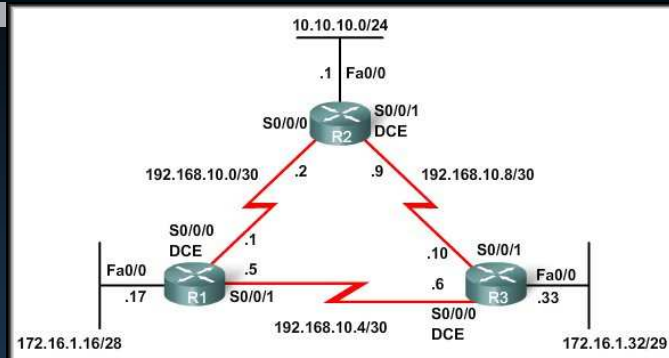 10.10.10.0/24
.1 Fa0/0
S0/0/0
S0/0/1
DCE
R2
192.168.10.0/30
.2
.9
192.168.10.8/30
S0/0/0
DCE
.1
.10
S0/0/1
Fa0/0
.17
R1
.5
S0/0/1
.6
R3
Fa0/0
.33
192.168.10.4/30
S0/0/0
DCE
172.16.1.16/28
172.16.1.32/29